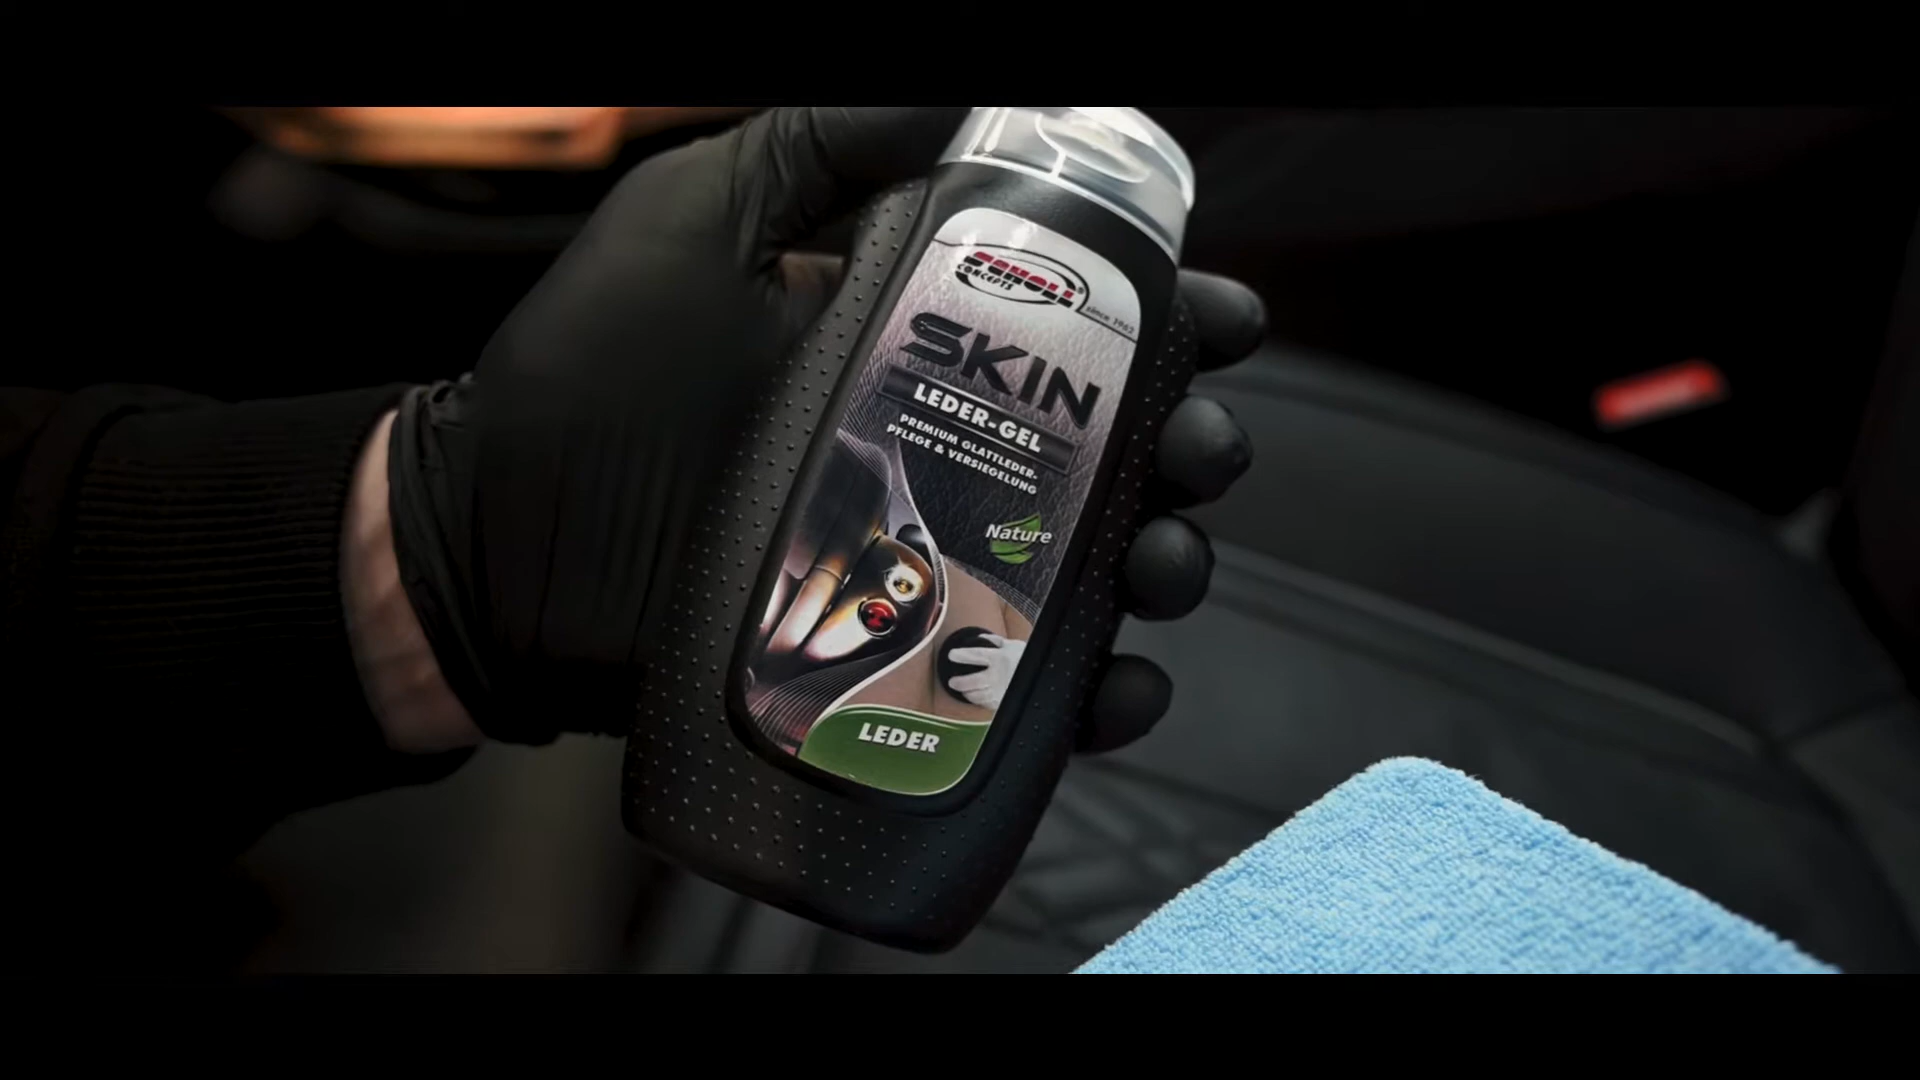 SCHOLL
CONCEPTS
since 1962
SKIN
LEDER-GEL
PREMIUM GLATTLEDER-
PFLEGE & VERSIEGELUNG
Nature
LEDER